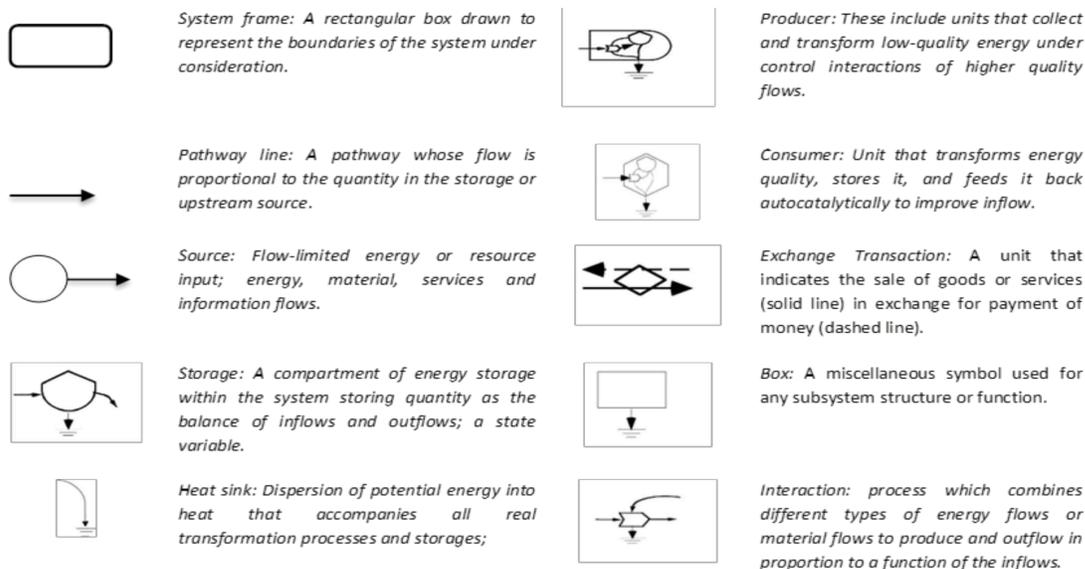 System frame: A rectangular box drawn to
represent the boundaries of the system under
consideration.
Pathway line: A pathway whose flow is
proportional to the quantity in the storage or
upstream source.
Source: Flow-limited energy or resource
input; energy, material, services and
information flows.
Storage: A compartment of energy storage
within the system storing quantity as the
balance of inflows and outflows; a state
variable.
Heat sink: Dispersion of potential energy into
heat that accompanies all real
transformation processes and storages;
Producer: These include units that collect
and transform low-quality energy under
control interactions of higher quality
flows.
Consumer: Unit that transforms energy
quality, stores it, and feeds it back
autocatalytically to improve inflow.
Exchange Transaction: A unit that
indicates the sale of goods or services
(solid line) in exchange for payment of
money (dashed line).
Box: A miscellaneous symbol used for
any subsystem structure or function.
Interaction: process which combines
different types of energy flows or
material flows to produce and outflow in
proportion to a function of the inflows.